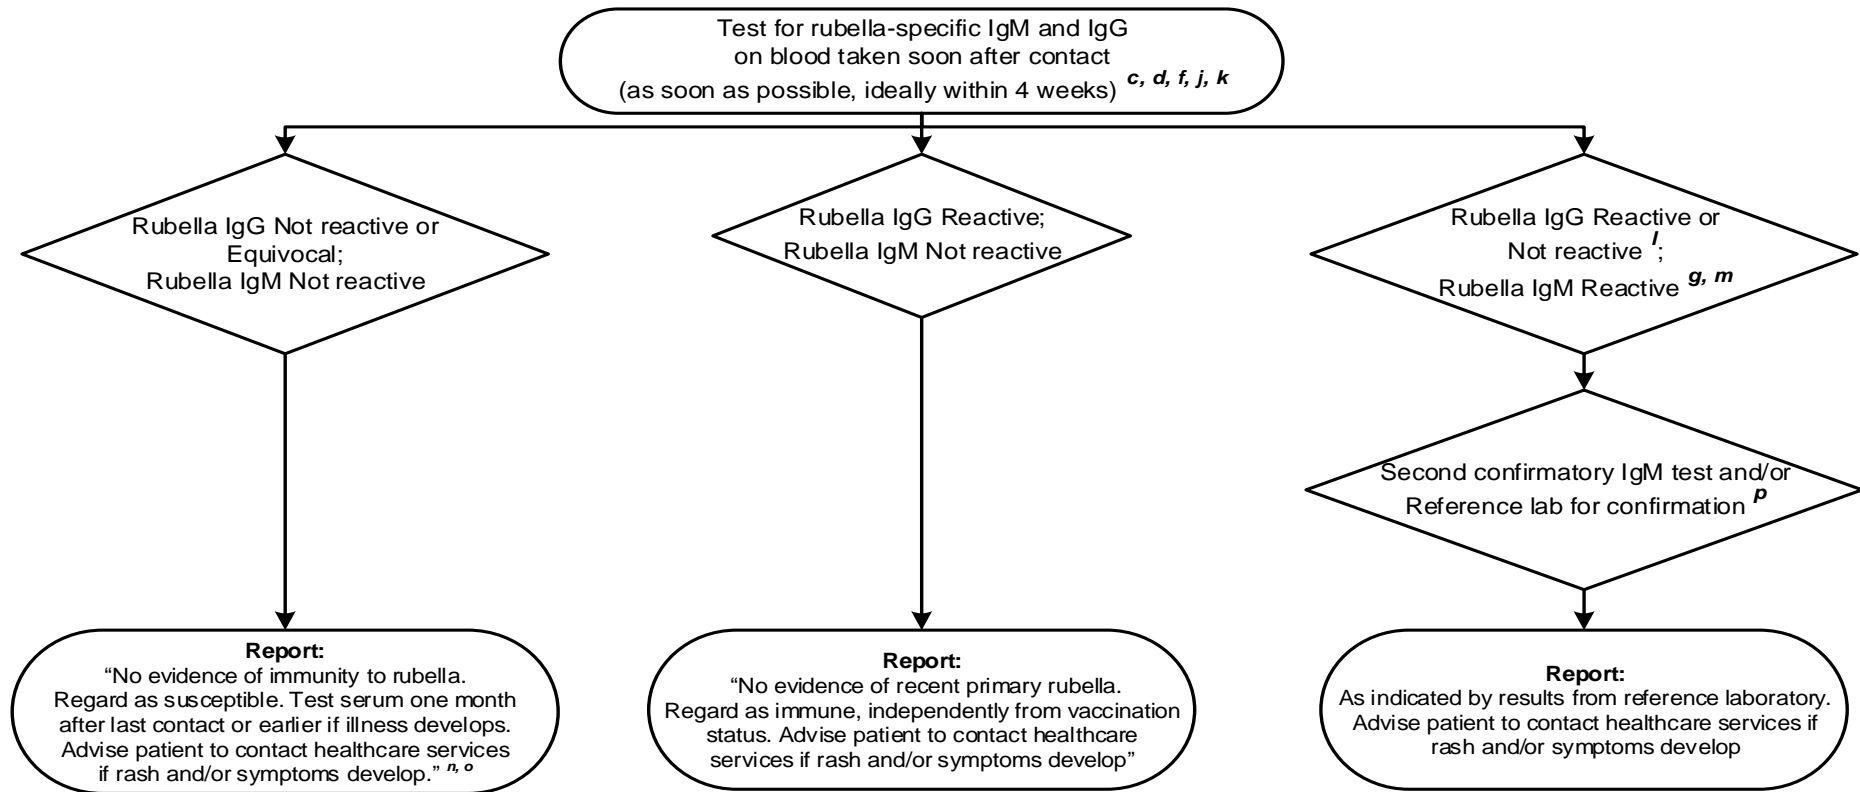 Test for rubella-specific IgM and IgG
on blood taken soon after contact
(as soon as possible, ideally within 4 weeks) c, d, f, j, k
Rubella IgG Not reactive or
Equivocal;
Rubella IgM Not reactive
Rubella IgG Reactive;
Rubella IgM Not reactive
Rubella IgG Reactive or
Not reactive l;
Rubella IgM Reactive g, m
Second confirmatory IgM test and/or
Reference lab for confirmation p
Report:
“No evidence of immunity to rubella.
Regard as susceptible. Test serum one month
after last contact or earlier if illness develops.
Advise patient to contact healthcare services
if rash and/or symptoms develop.” n, o
Report:
“No evidence of recent primary rubella.
Regard as immune, independently from vaccination
status. Advise patient to contact healthcare
services if rash and/or symptoms develop”
Report:
As indicated by results from reference laboratory.
Advise patient to contact healthcare services if
rash and/or symptoms develop